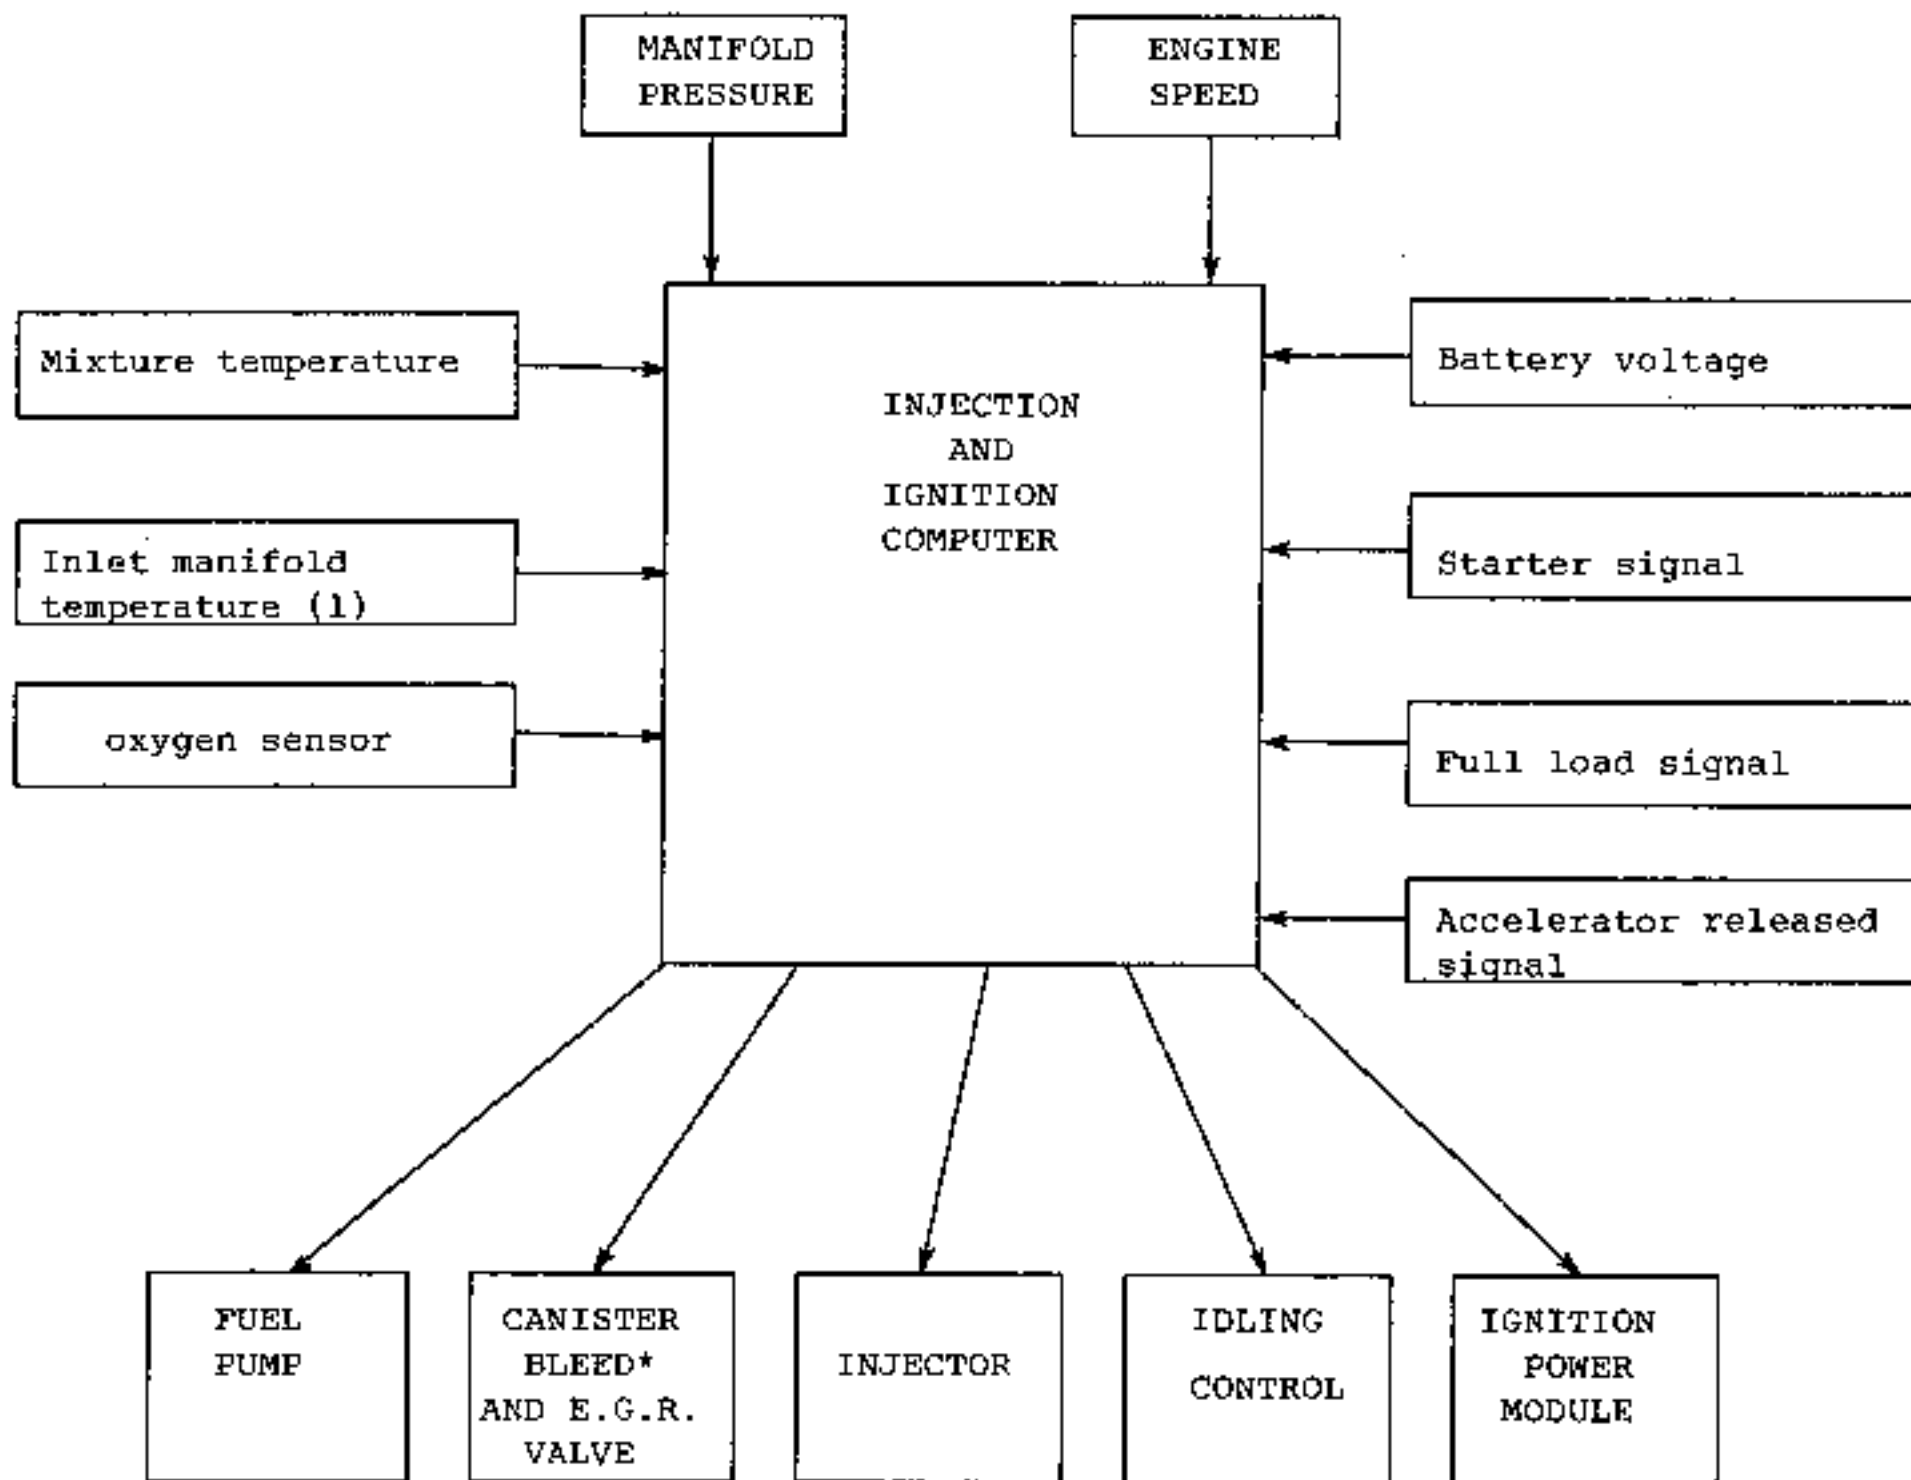 MANIFOLD
PRESSURE
ENGINE
SPEED
Mixture temperature
Inlet manifold
temperature (1)
oxygen sensor
INJECTION
AND
IGNITION
COMPUTER
Battery voltage
Starter signal
Full load signal
Accelerator released
signal
FUEL
PUMP
CANISTER
BLEED*
AND E.G.R.
VALVE
INJECTOR
IDLING
CONTROL
IGNITION
POWER
MODULE